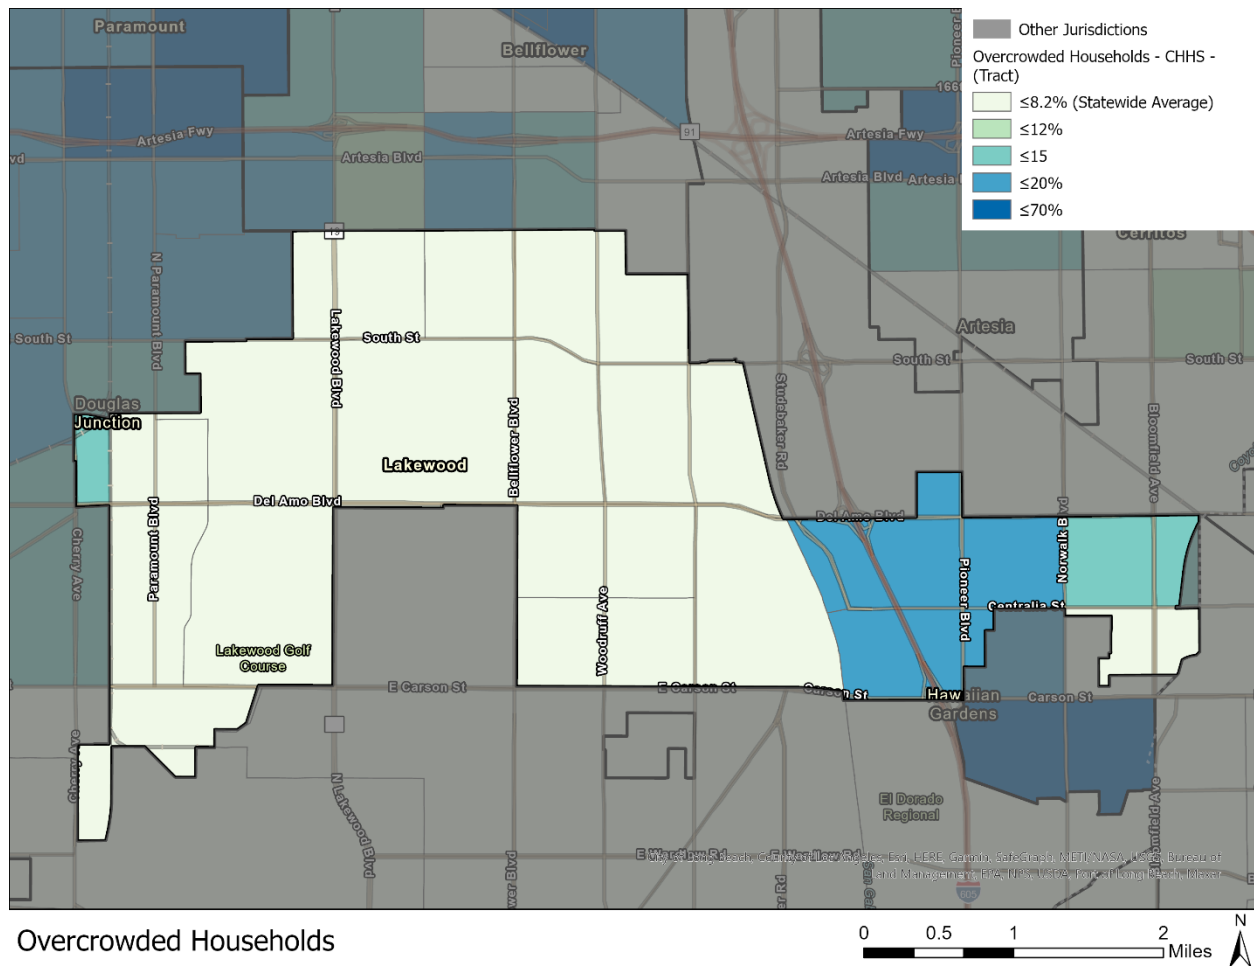 Paramount
Bellflower
Other Jurisdictions
Overcrowded Households - CHHS -
(Tract)
≤8.2% (Statewide Average)
≤12%
≤15
≤20%
≤70%
Artesia Fwy
91
Artesia Fwy
Artesia Blvd
Artesia Blvd
Cerritos
N Paramount Blvd
South St
Lakewood Blvd
South St
Artesia
South St
South St
Studebaker Rd
Bloomfield Ave
Douglas
Junction
Bellflower Blvd
Lakewood
Del Amo Blvd
Del Amo Blvd
Cherry Ave
Paramount Blvd
Norwalk B
Pioneer Blvd
Woodruff Ave
Centralia St
Lakewood Golf
Course
E Carson St
E Carson St
Carson St
Hawaiian
Gardens
Carson St
Cherry Ave
N Lakewood Blvd
El Dorado
Regional
605
Overcrowded Households
0 0.5 1 2
Miles
N